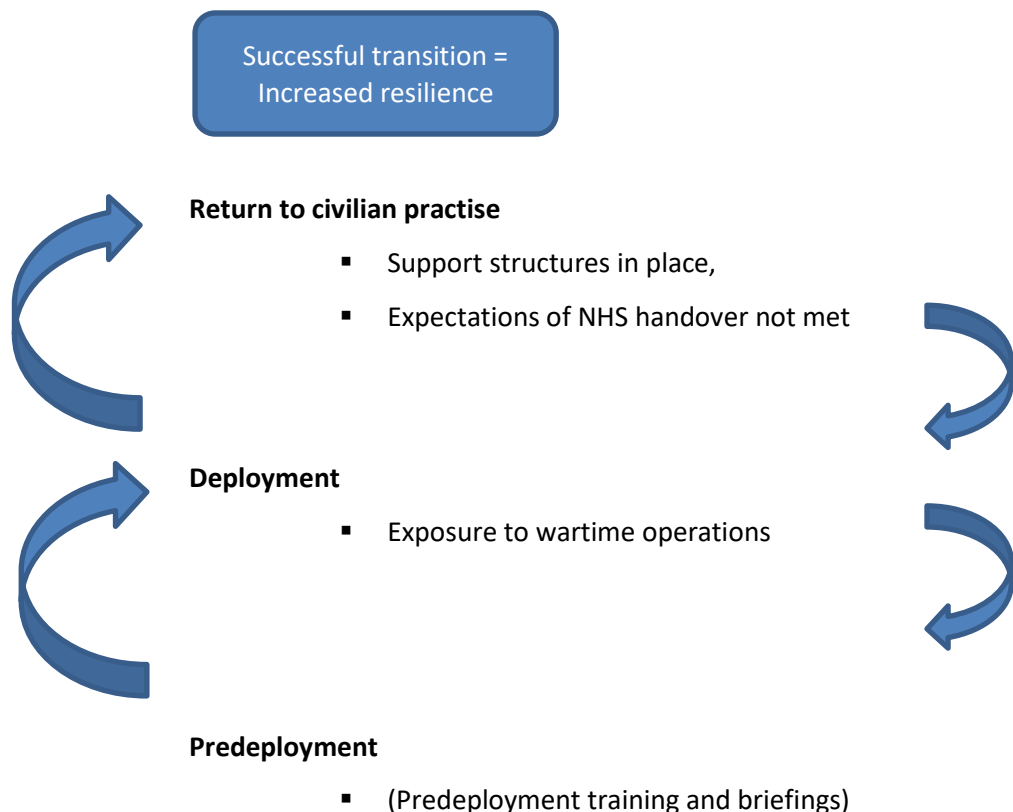 Successful transition =
Increased resilience
Return to civilian practise
▪ Support structures in place,
▪ Expectations of NHS handover not met
Deployment
▪ Exposure to wartime operations
Predeployment
▪ (Predeployment training and briefings)